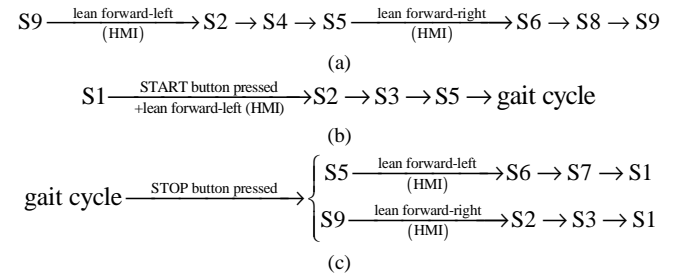 S9 lean forward-left (HMI) → S2 → S4 → S5 lean forward-right (HMI) → S6 → S8 → S9
(a)
S1 START button pressed +lean forward-left (HMI) → S2 → S3 → S5 → gait cycle
(b)
gait cycle STOP button pressed → { S5 lean forward-left (HMI) → S6 → S7 → S1
S9 lean forward-right (HMI) → S2 → S3 → S1
(c)